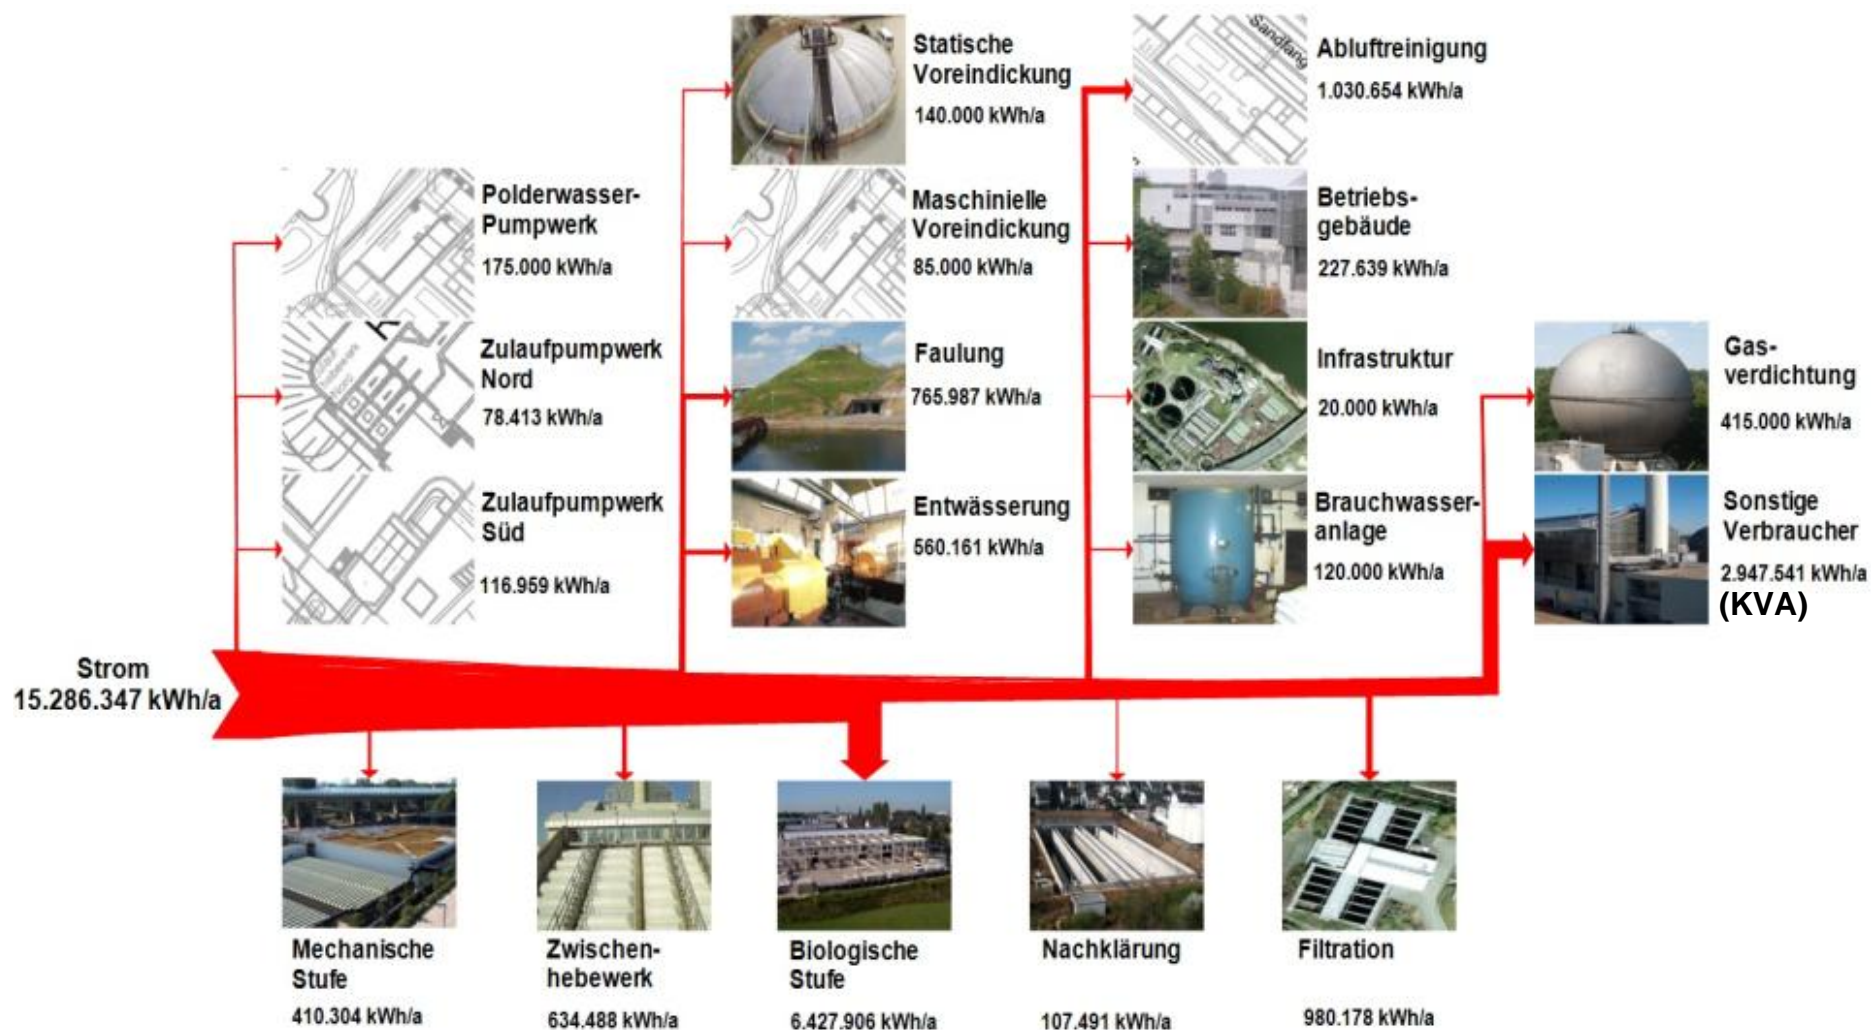 Statische
Voreindickung
140.000 kWh/a
Sandfang
Abluftreinigung
1.030.654 kWh/a
Polderwasser-
Pumpwerk
175.000 kWh/a
Maschinielle
Voreindickung
85.000 kWh/a
Betriebs-
gebäude
227.639 kWh/a
Zulaufpumpwerk
Nord
78.413 kWh/a
Faulung
765.987 kWh/a
Infrastruktur
20.000 kWh/a
Gas-
verdichtung
415.000 kWh/a
Zulaufpumpwerk
Süd
116.959 kWh/a
Entwässerung
560.161 kWh/a
Brauchwasser-
anlage
120.000 kWh/a
Sonstige
Verbraucher
2.947.541 kWh/a
(KVA)
Strom
15.286.347 kWh/a
Mechanische
Stufe
410.304 kWh/a
Zwischen-
hebewerk
634.488 kWh/a
Biologische
Stufe
6.427.906 kWh/a
Nachklärung
107.491 kWh/a
Filtration
980.178 kWh/a